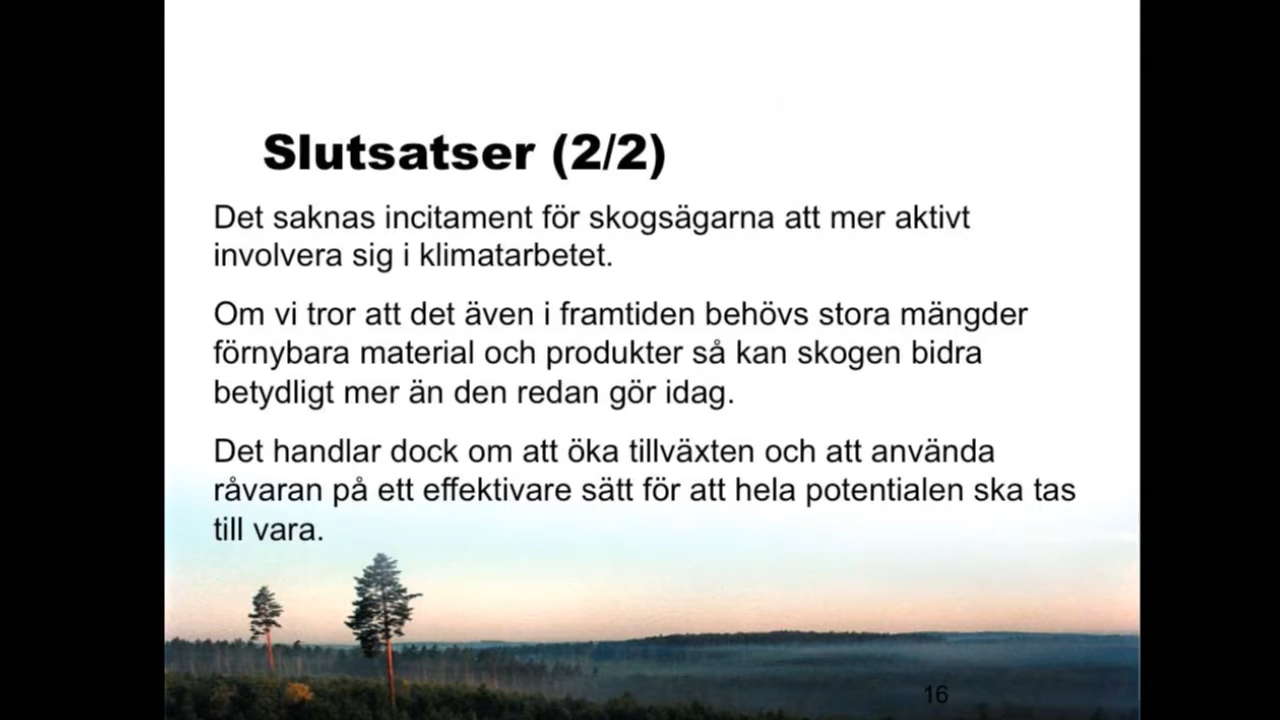 Slutsatser (2/2)
Det saknas incitament för skogsägarna att mer aktivt
involvera sig i klimatarbetet.
Om vi tror att det även i framtiden behövs stora mängder
förnybara material och produkter så kan skogen bidra
betydligt mer än den redan gör idag.
Det handlar dock om att öka tillväxten och att använda
råvaran på ett effektivare sätt för att hela potentialen ska tas
till vara.
16